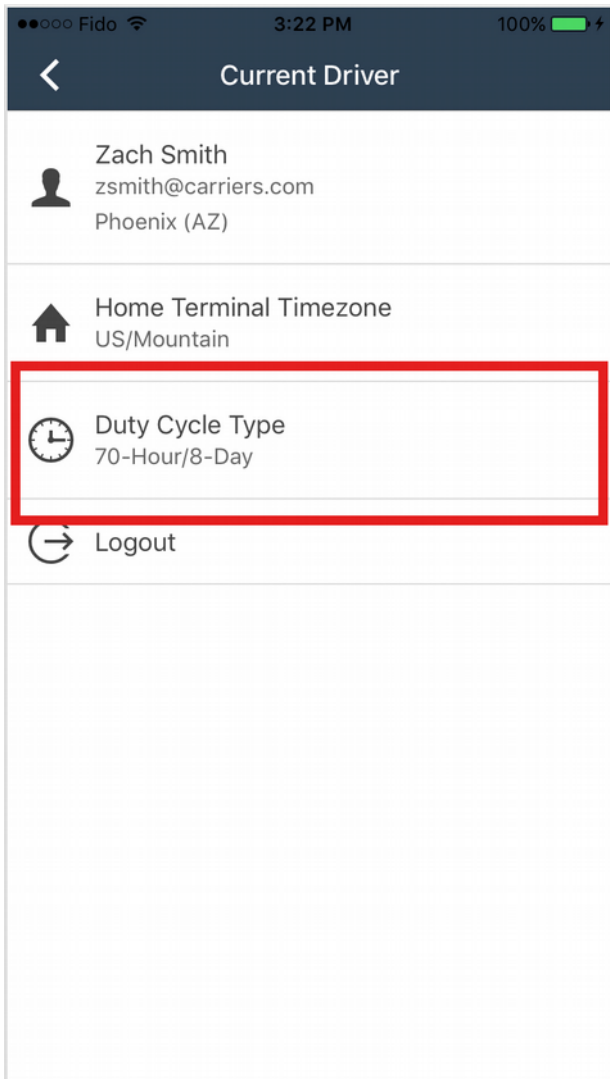 Fido 3:22 PM 100%
Current Driver
Zach Smith
zsmith@carriers.com
Phoenix (AZ)
Home Terminal Timezone
US/Mountain
Duty Cycle Type
70-Hour/8-Day
Logout